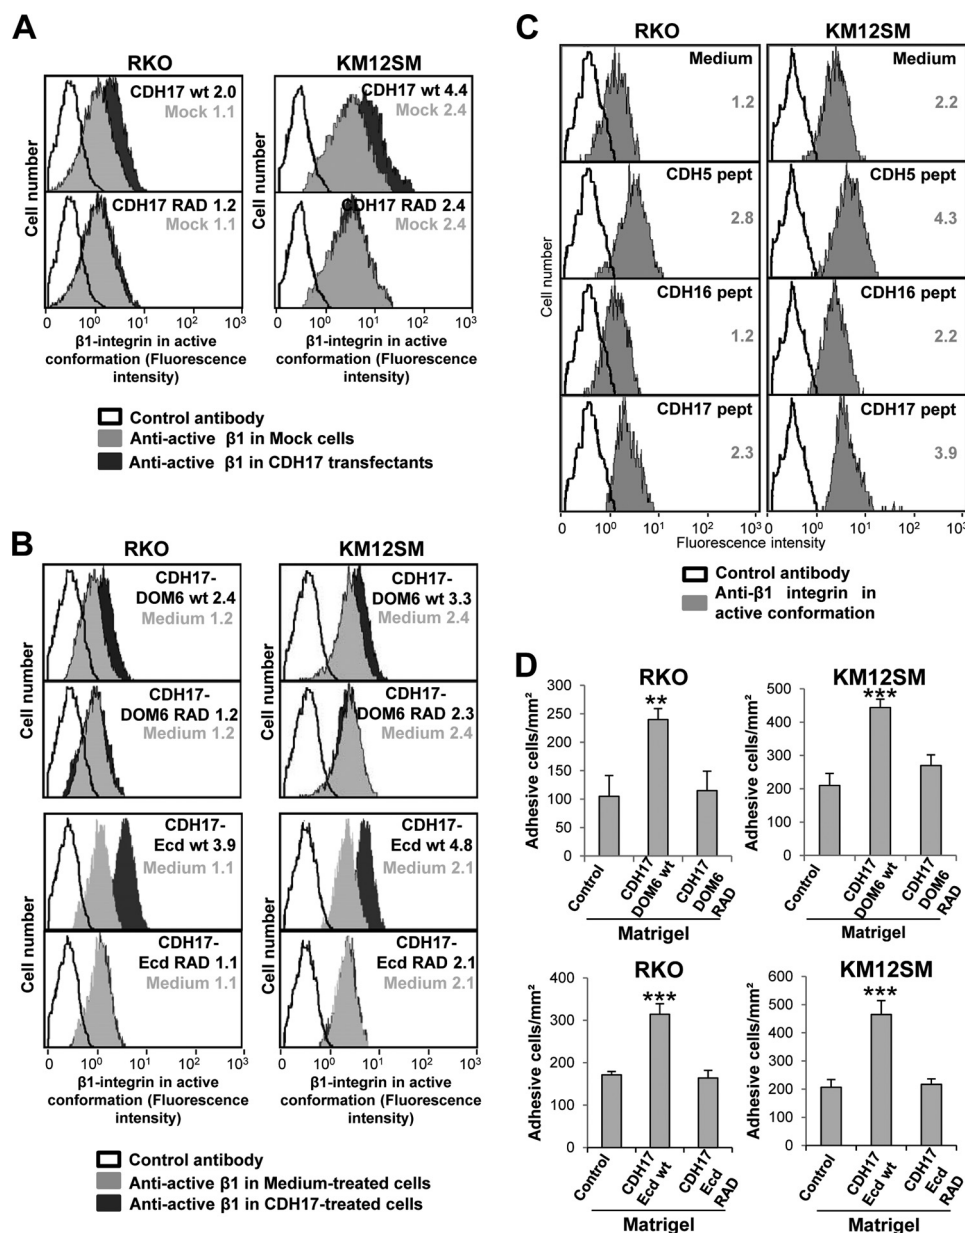 A
RKO
KM12SM
CDH17 wt 2.0
Mock 1.1
CDH17 wt 4.4
Mock 2.4
CDH17 RAD 1.2
Mock 1.1
CDH17 RAD 2.4
Mock 2.4
Cell number
Cell number
Cell number
Cell number
0 10⁰ 10¹ 10³
0 10⁰ 10¹ 10² 10³
β1-integrin in active
conformation (Fluorescence
intensity)
β1-integrin in active
conformation (Fluorescence
intensity)
Control antibody
Anti-active β1 in Mock cells
Anti-active β1 in CDH17 transfectants
B
RKO
KM12SM
CDH17-
DOM6 wt 2.4
Medium 1.2
CDH17-
DOM6 wt 3.3
Medium 2.4
CDH17-
DOM6 RAD 1.2
Medium 1.2
CDH17-
DOM6 RAD 2.3
Medium 2.4
CDH17-
Ecd wt 3.9
Medium 1.1
CDH17-
Ecd wt 4.8
Medium 2.1
CDH17-
Ecd RAD 1.1
Medium 1.1
CDH17-
Ecd RAD 2.1
Medium 2.1
Cell number
Cell number
Cell number
Cell number
0 10⁰ 10¹ 10² 10³
0 10⁰ 10¹ 10² 10³
β1-integrin in active
conformation (Fluorescence
intensity)
β1-integrin in active
conformation (Fluorescence
intensity)
Control antibody
Anti-active β1 in Medium-treated cells
Anti-active β1 in CDH17-treated cells
C
RKO
KM12SM
Medium
1.2
Medium
2.2
CDH5 pept
2.8
CDH5 pept
4.3
CDH16 pept
1.2
CDH16 pept
2.2
CDH17 pept
2.3
CDH17 pept
3.9
Cell number
0 10⁰ 10¹ 10² 10³
0 10⁰ 10¹ 10² 10³
Fluorescence intensity
Control antibody
Anti-β1 integrin in
active conformation
D
RKO
Adhesive cells/mm²
300
250
200
150
100
50
0
**
Control
CDH17
DOM6 wt
CDH17
DOM6
RAD
Matrigel
KM12SM
Adhesive cells/mm²
500
400
300
200
100
0
***
Control
CDH17
DOM6 wt
CDH17
DOM6
RAD
Matrigel
RKO
Adhesive cells/mm²
400
300
200
100
0
***
Control
CDH17
Ecd wt
CDH17
Ecd
RAD
Matrigel
KM12SM
Adhesive cells/mm²
600
500
400
300
200
100
0
***
Control
CDH17
Ecd wt
CDH17
Ecd
RAD
Matrigel